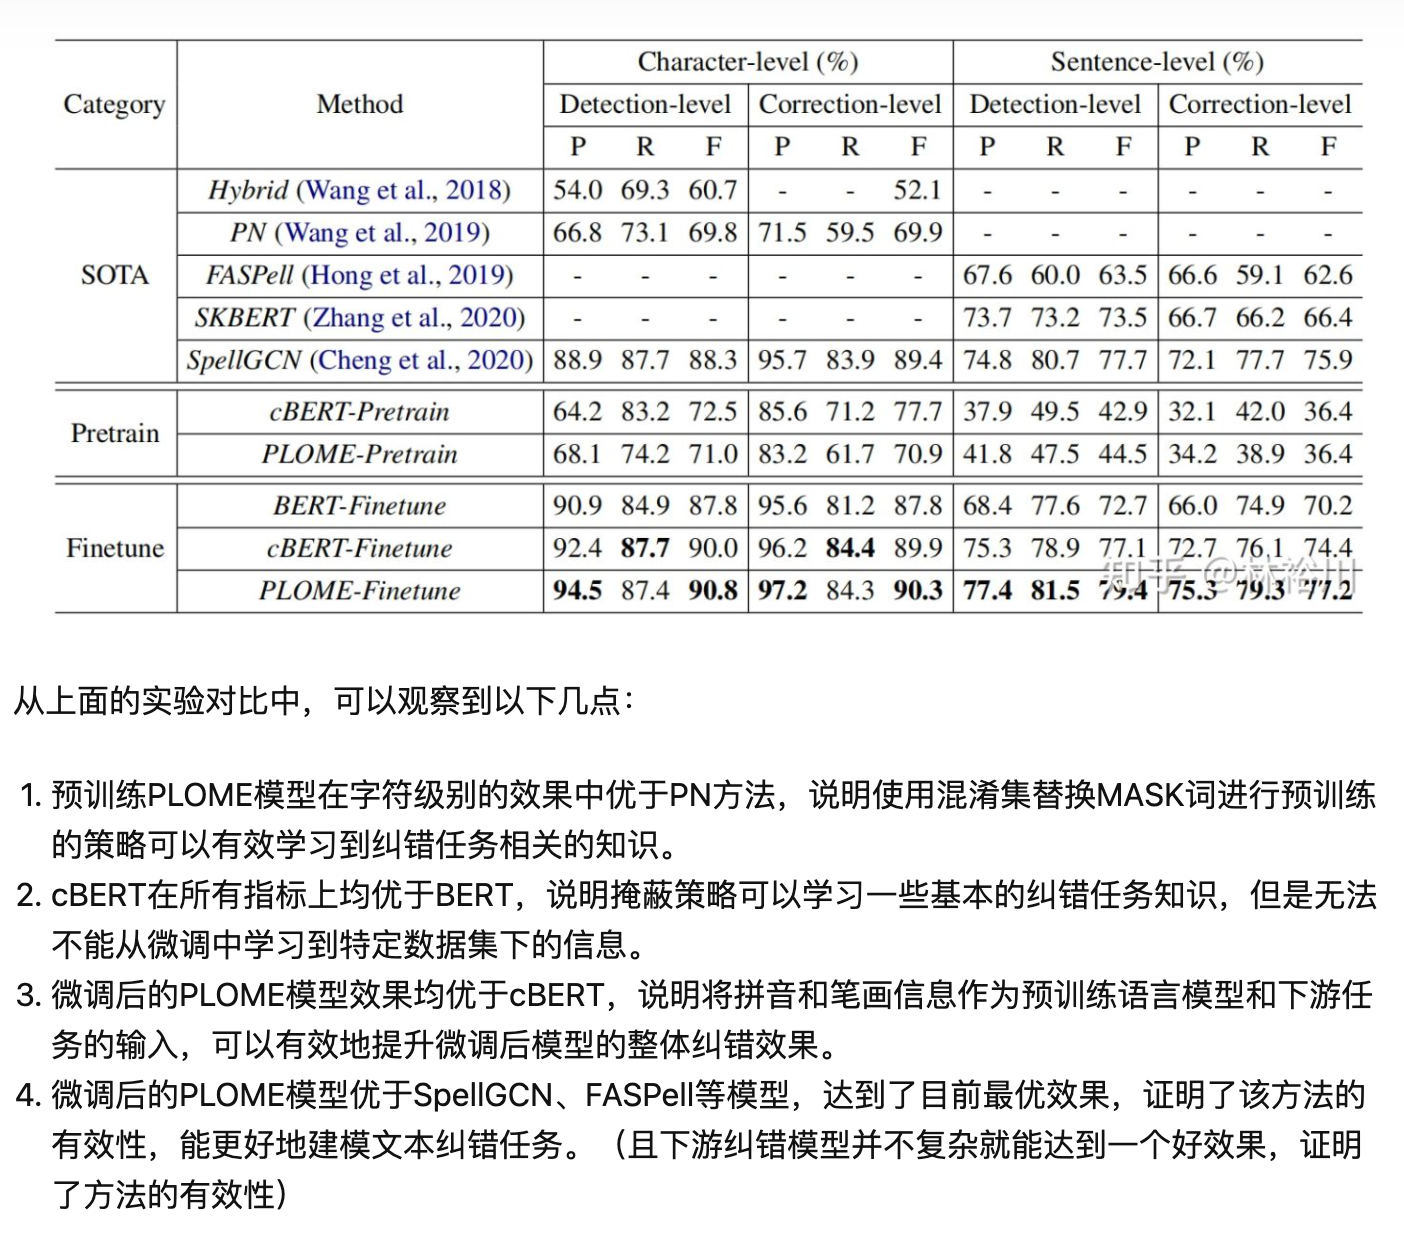 Character-level (%) Sentence-level (%)
Category Method Detection-level Correction-level Detection-level Correction-level
P R F P R F P R F P R F
SOTA
Hybrid (Wang et al., 2018) 54.0 69.3 60.7 - - 52.1 - - - - - -
PN (Wang et al., 2019) 66.8 73.1 69.8 71.5 59.5 69.9 - - - - - -
FASPell (Hong et al., 2019) - - - - - - 67.6 60.0 63.5 66.6 59.1 62.6
SKBERT (Zhang et al., 2020) - - - - - - 73.7 73.2 73.5 66.7 66.2 66.4
SpellGCN (Cheng et al., 2020) 88.9 87.7 88.3 95.7 83.9 89.4 74.8 80.7 77.7 72.1 77.7 75.9
Pretrain
cBERT-Pretrain 64.2 83.2 72.5 85.6 71.2 77.7 37.9 49.5 42.9 32.1 42.0 36.4
PLOME-Pretrain 68.1 74.2 71.0 83.2 61.7 70.9 41.8 47.5 44.5 34.2 38.9 36.4
Finetune
BERT-Finetune 90.9 84.9 87.8 95.6 81.2 87.8 68.4 77.6 72.7 66.0 74.9 70.2
cBERT-Finetune 92.4 87.7 90.0 96.2 84.4 89.9 75.3 78.9 77.1 72.7 76.1 74.4
PLOME-Finetune 94.5 87.4 90.8 97.2 84.3 90.3 77.4 81.5 79.4 75.3 79.3 77.2
知乎 @林裕川
从上面的实验对比中，可以观察到以下几点：
1. 预训练PLOME模型在字符级别的效果中优于PN方法，说明使用混淆集替换MASK词进行预训练
的策略可以有效学习到纠错任务相关的知识。
2. cBERT在所有指标上均优于BERT，说明掩蔽策略可以学习一些基本的纠错任务知识，但是无法
不能从微调中学习到特定数据集下的信息。
3. 微调后的PLOME模型效果均优于cBERT，说明将拼音和笔画信息作为预训练语言模型和下游任
务的输入，可以有效地提升微调后模型的整体纠错效果。
4. 微调后的PLOME模型优于SpellGCN、FASPell等模型，达到了目前最优效果，证明了该方法的
有效性，能更好地建模文本纠错任务。（且下游纠错模型并不复杂就能达到一个好效果，证明
了方法的有效性）